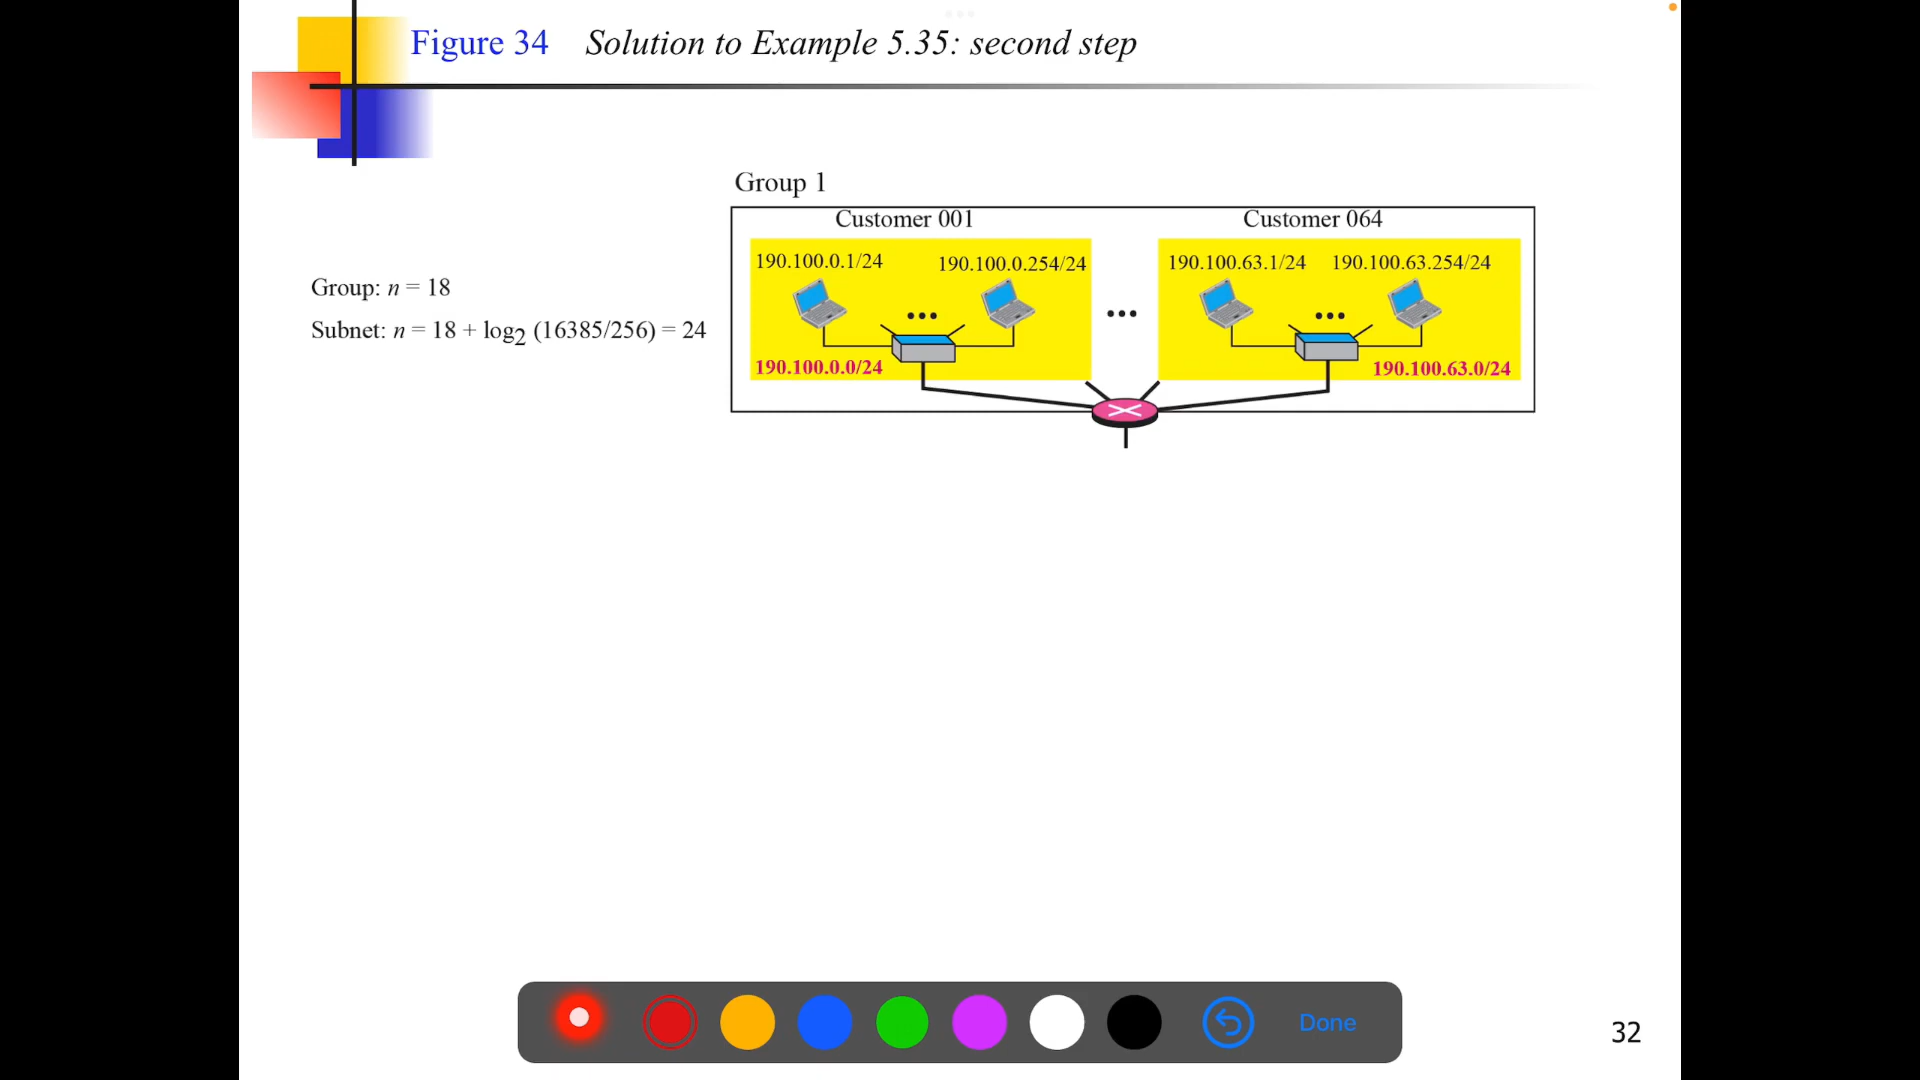 Figure 34 Solution to Example 5.35: second step
Group 1
Customer 001 Customer 064
190.100.0.1/24 190.100.0.254/24 190.100.63.1/24 190.100.63.254/24
Group: n = 18
Subnet: n = 18 + log2 (16385/256) = 24
190.100.0.0/24 190.100.63.0/24
Done
32